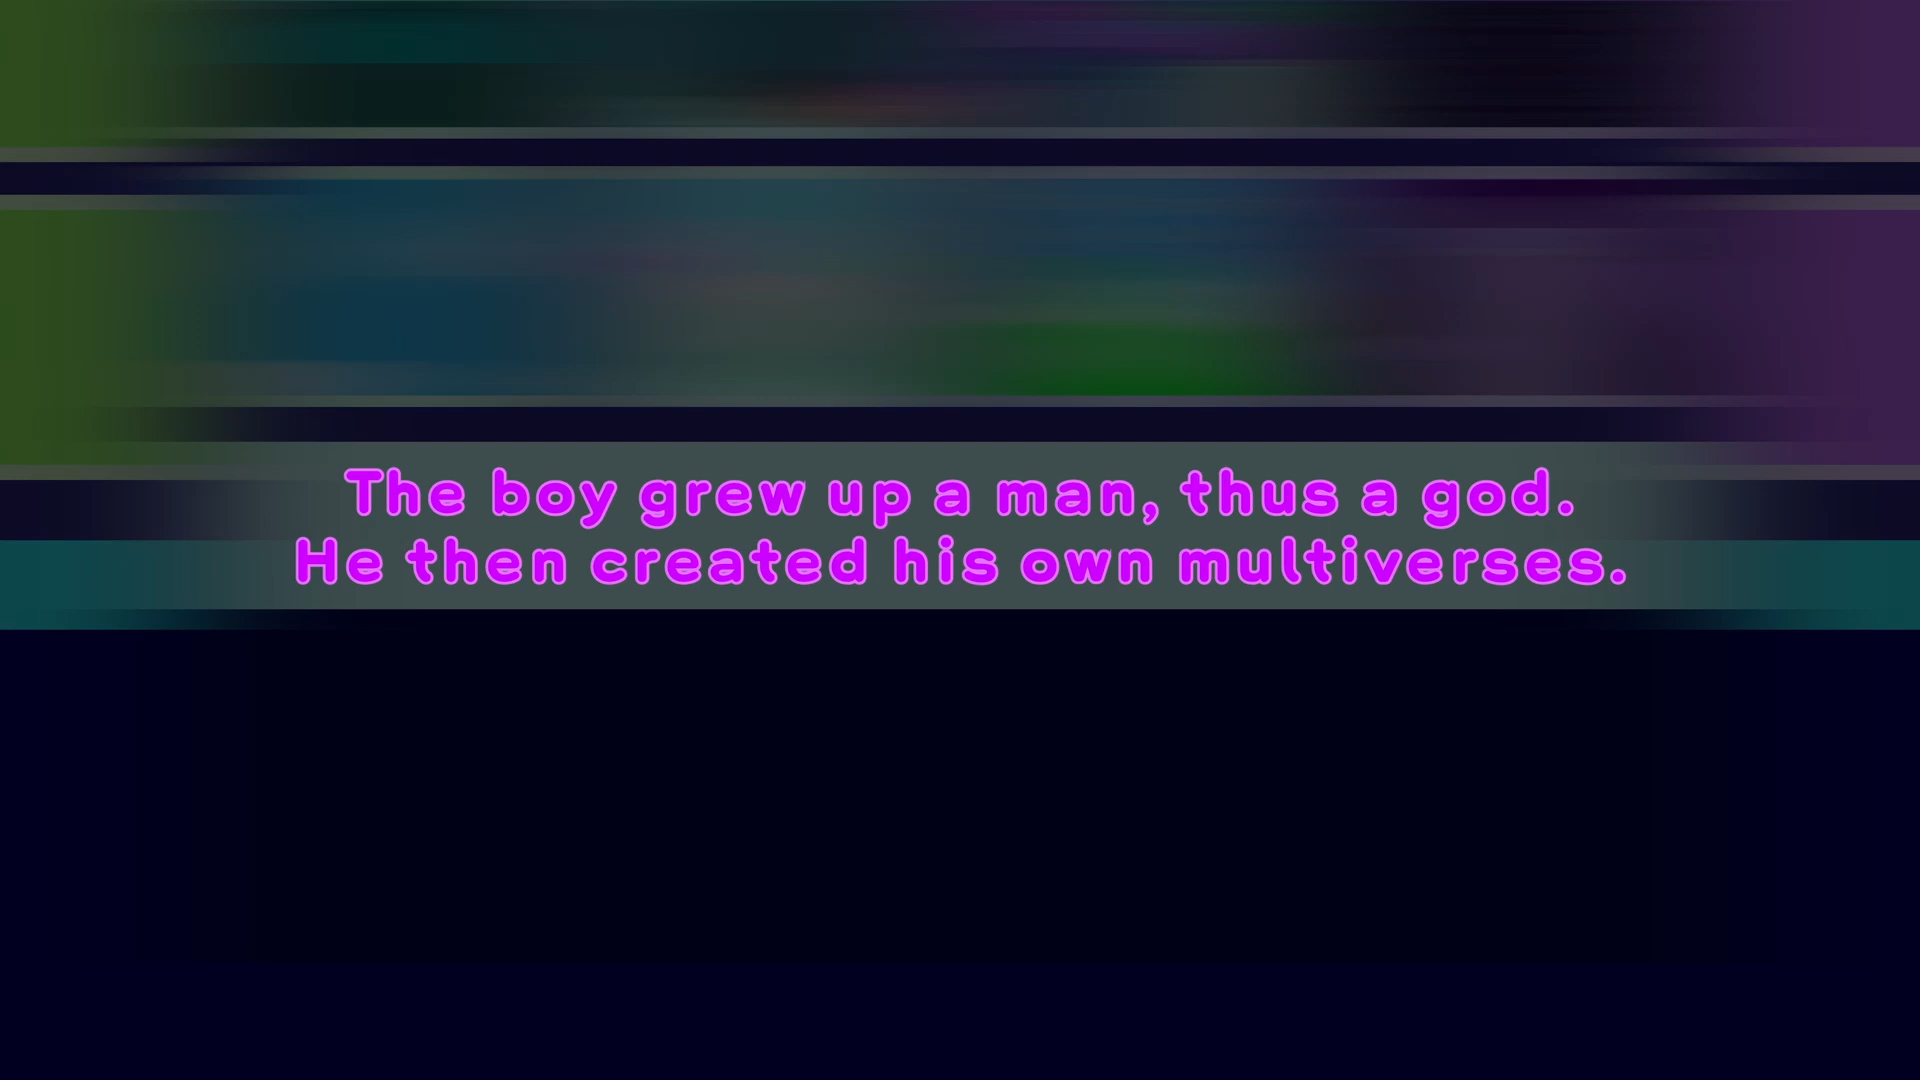 The boy grew up a man, thus a god.
He then created his own multiverses.